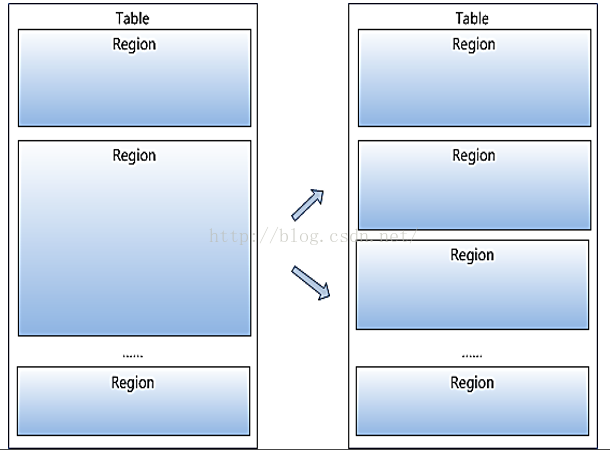 Table
Region
Region
......
Region
Table
Region
Region
Region
......
Region
http://blog.csdn.net/